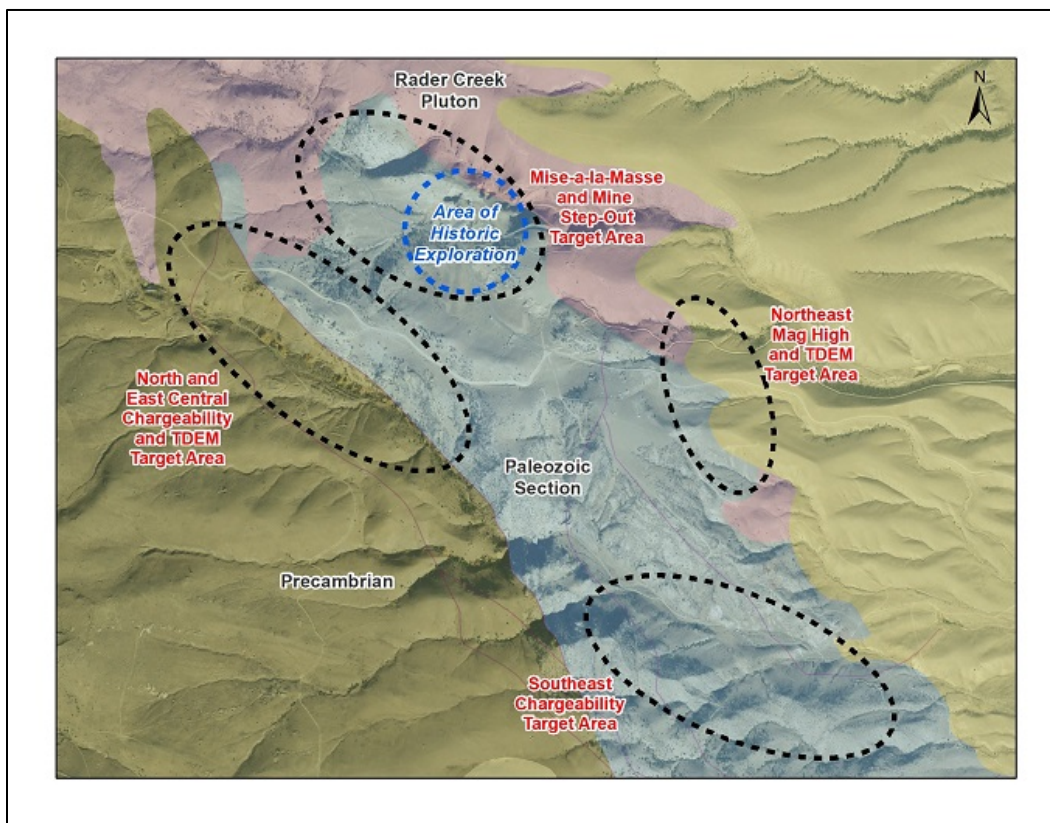 Rader Creek
Pluton
N
Mise-a-la-Masse
and Mine
Step-Out
Target Area
Area of
Historic
Exploration
Northeast
Mag High
and TDEM
Target Area
North and
East Central
Chargeability
and TDEM
Target Area
Paleozoic
Section
Precambrian
Southeast
Chargeability
Target Area